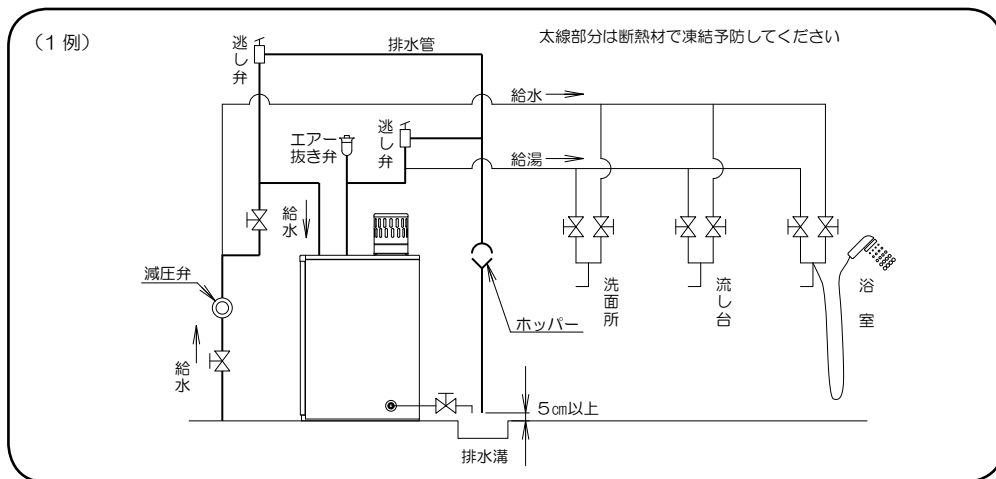 （1 例）
逃し弁
排水管
太線部分は断熱材で凍結予防してください
給水
エアー
抜き弁
逃し弁
給湯
給水
減圧弁
洗面所
流し台
浴室
ホッパー
給水
5㎝以上
排水溝